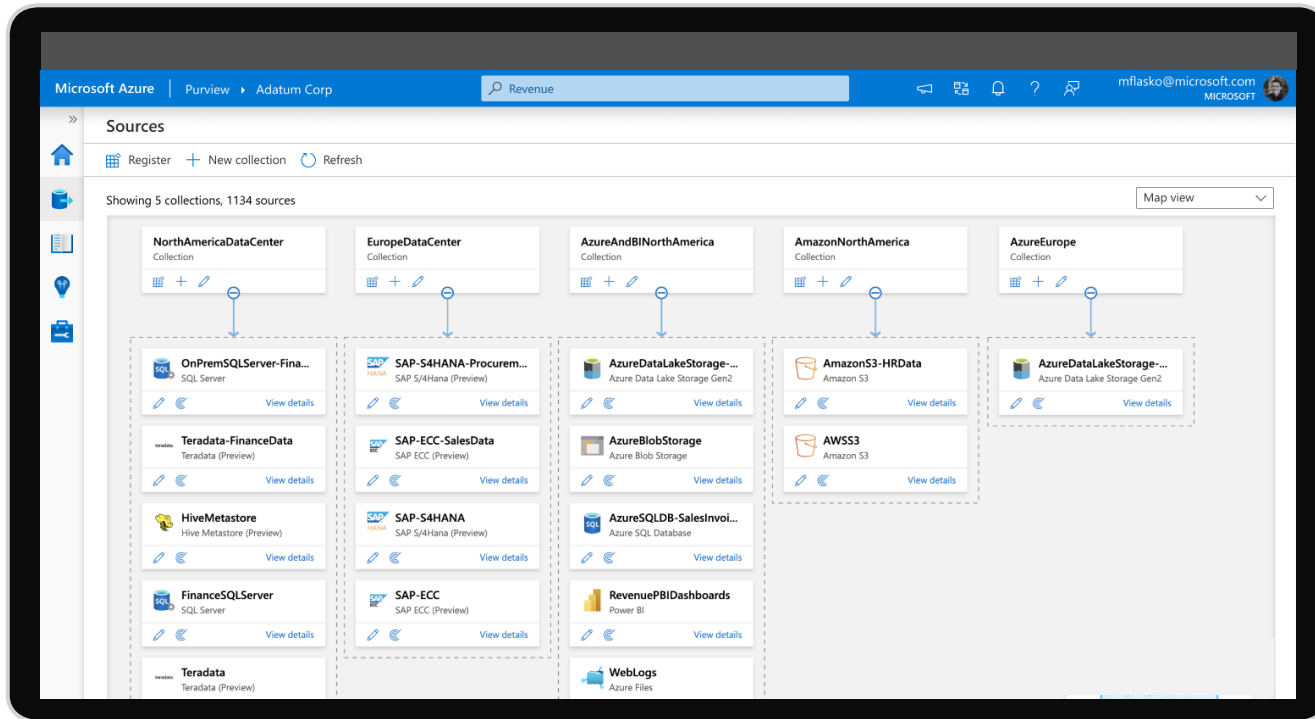 Microsoft Azure | Purview ▸ Adatum Corp
Revenue
mflasko@microsoft.com
MICROSOFT
Sources
Register
New collection
Refresh
Showing 5 collections, 1134 sources
Map view
NorthAmericaDataCenter
Collection
EuropeDataCenter
Collection
AzureAndBINorthAmerica
Collection
AmazonNorthAmerica
Collection
AzureEurope
Collection
OnPremSQLServer-Fina...
SQL Server
View details
SAP-S4HANA-Procurem...
SAP S/4Hana (Preview)
View details
AzureDataLakeStorage-...
Azure Data Lake Storage Gen2
View details
AmazonS3-HRData
Amazon S3
View details
AzureDataLakeStorage-...
Azure Data Lake Storage Gen2
View details
Teradata-FinanceData
Teradata (Preview)
View details
SAP-ECC-SalesData
SAP ECC (Preview)
View details
AzureBlobStorage
Azure Blob Storage
View details
AWSS3
Amazon S3
View details
HiveMetastore
Hive Metastore (Preview)
View details
SAP-S4HANA
SAP S/4Hana (Preview)
View details
AzureSQLDB-SalesInvoi...
Azure SQL Database
View details
FinanceSQLServer
SQL Server
View details
SAP-ECC
SAP ECC (Preview)
View details
RevenuePBIDashboards
Power BI
View details
Teradata
Teradata (Preview)
WebLogs
Azure Files